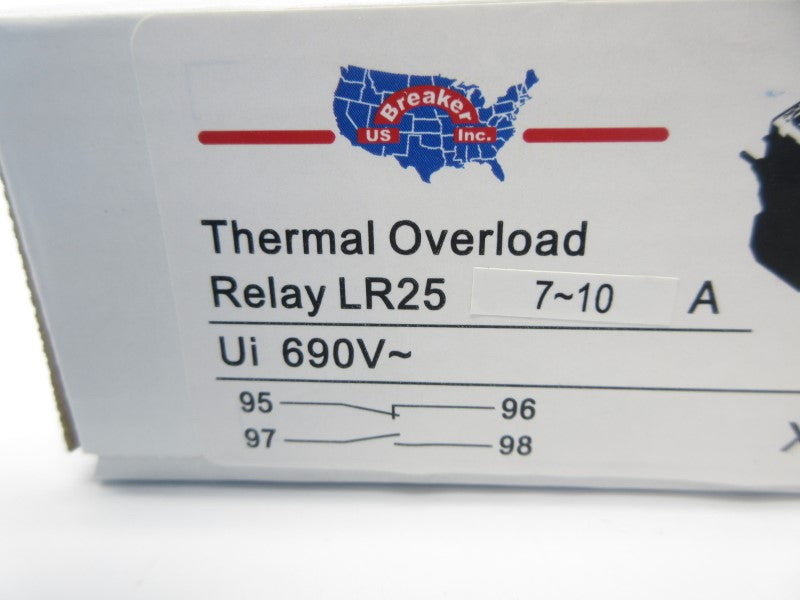 Breaker
US Inc.
Thermal Overload
Relay LR25 7~10 A
Ui 690V~
95 96
97 98